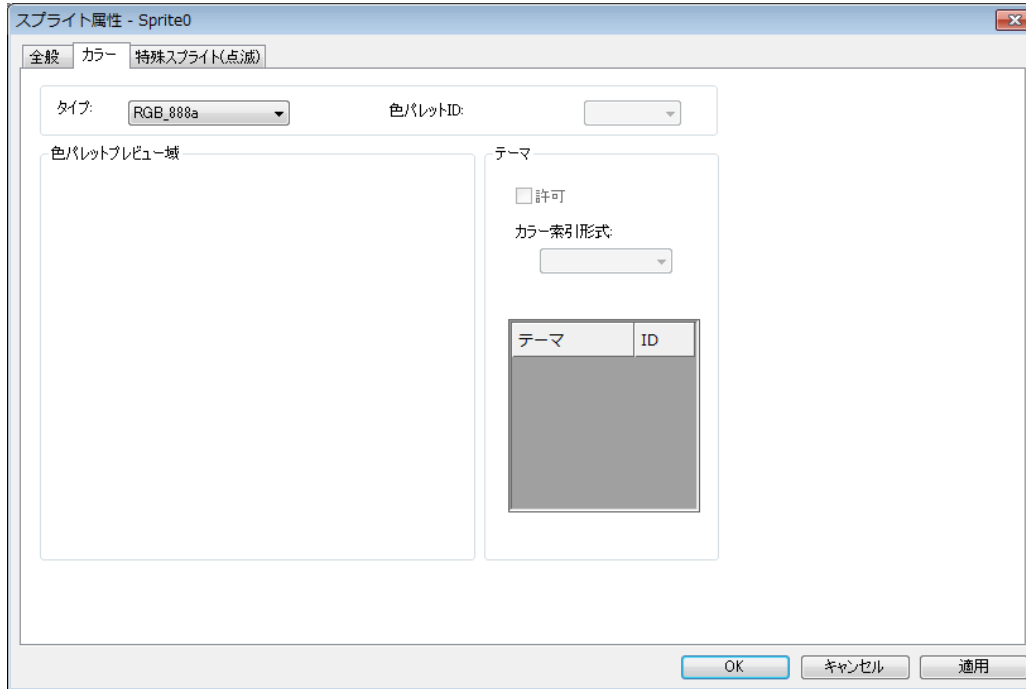 スプライト属性 - Sprite0
全般 カラー 特殊スプライト(点滅)
タイプ: RGB_888a 色パレットID:
色パレットプレビュー域 テーマ
許可
カラー索引形式:
テーマ ID
OK キャンセル 適用